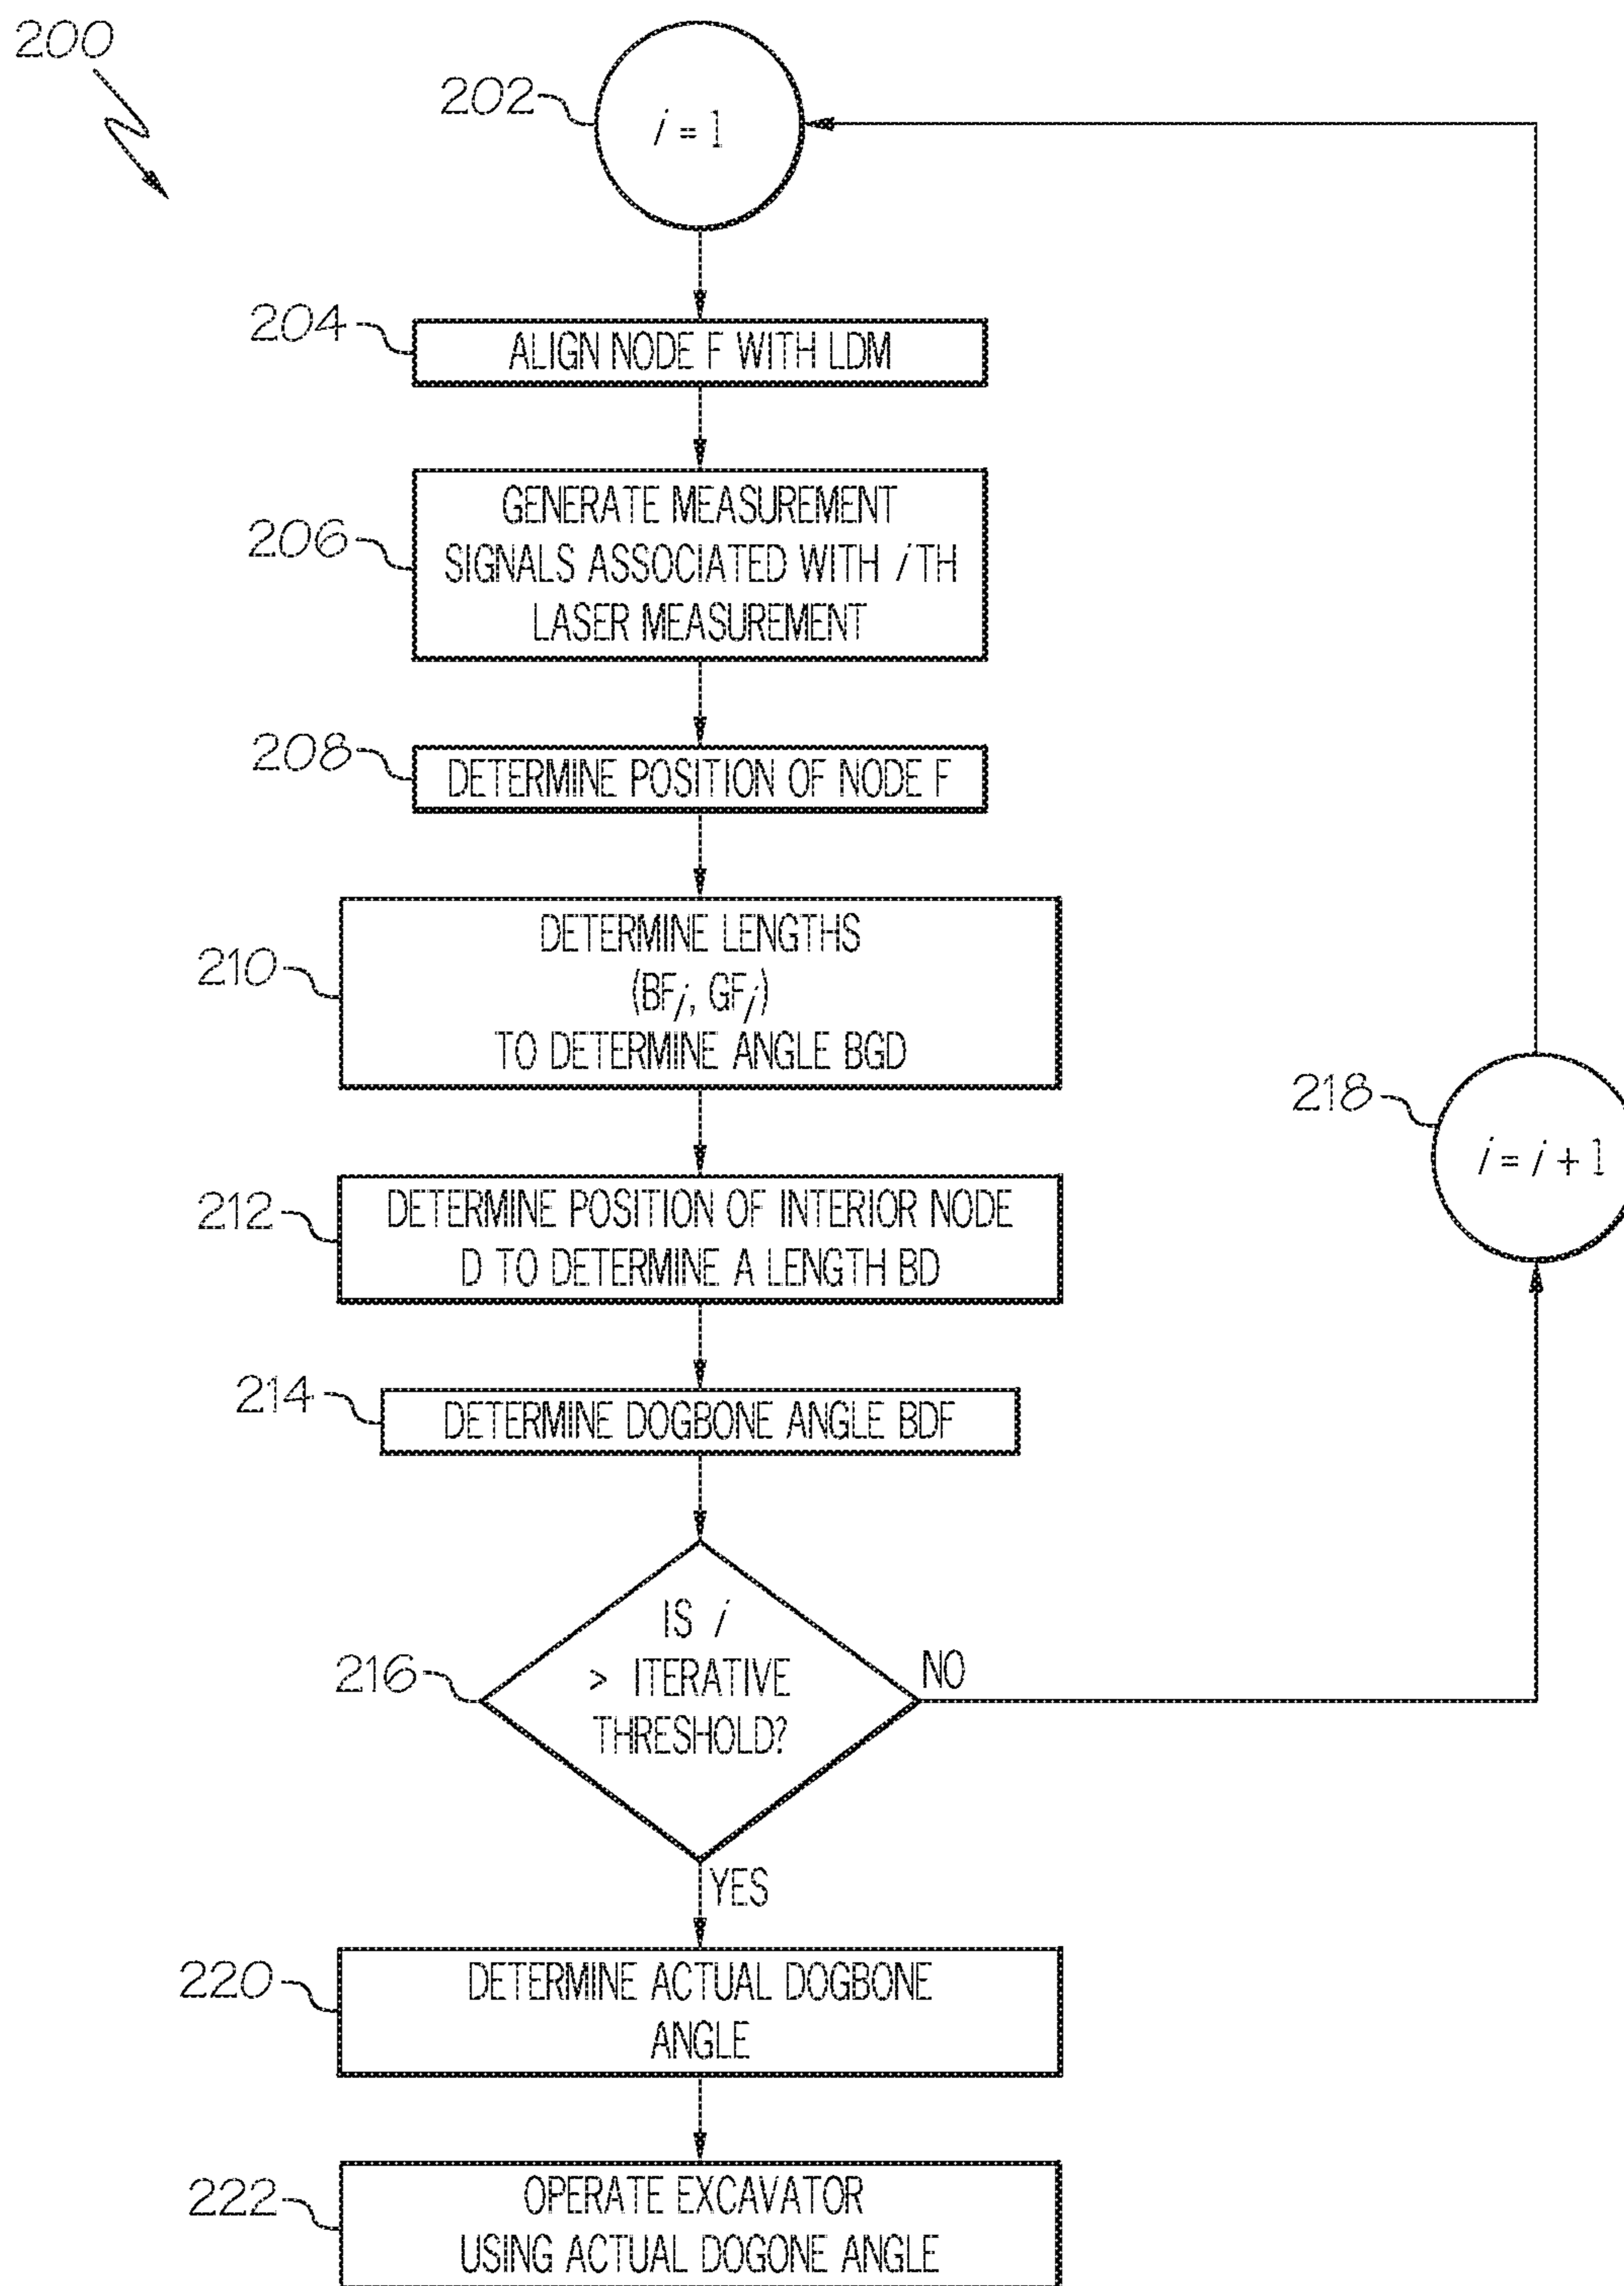 200
202
i = 1
204
ALIGN NODE F WITH LDM
206
GENERATE MEASUREMENT
SIGNALS ASSOCIATED WITH i TH
LASER MEASUREMENT
208
DETERMINE POSITION OF NODE F
210
DETERMINE LENGTHS
(BFi, GFi)
TO DETERMINE ANGLE BGD
218
i = i + 1
212
DETERMINE POSITION OF INTERIOR NODE
D TO DETERMINE A LENGTH BD
214
DETERMINE DOGBONE ANGLE BDF
216
IS i
> ITERATIVE
THRESHOLD?
NO
YES
220
DETERMINE ACTUAL DOGBONE
ANGLE
222
OPERATE EXCAVATOR
USING ACTUAL DOGONE ANGLE